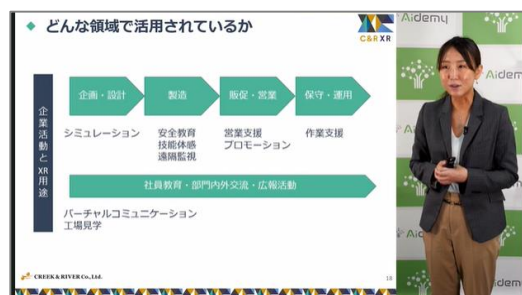 どんな領域で活用されているか
C&R XR
Aidemy
企業活動とXR用途
企画・設計
製造
販促・営業
保守・運用
シミュレーション
安全教育
技能体感
遠隔監視
営業支援
プロモーション
作業支援
社員教育・部門内外交流・広報活動
バーチャルコミュニケーション
工場見学
CREEK & RIVER Co., Ltd.
18